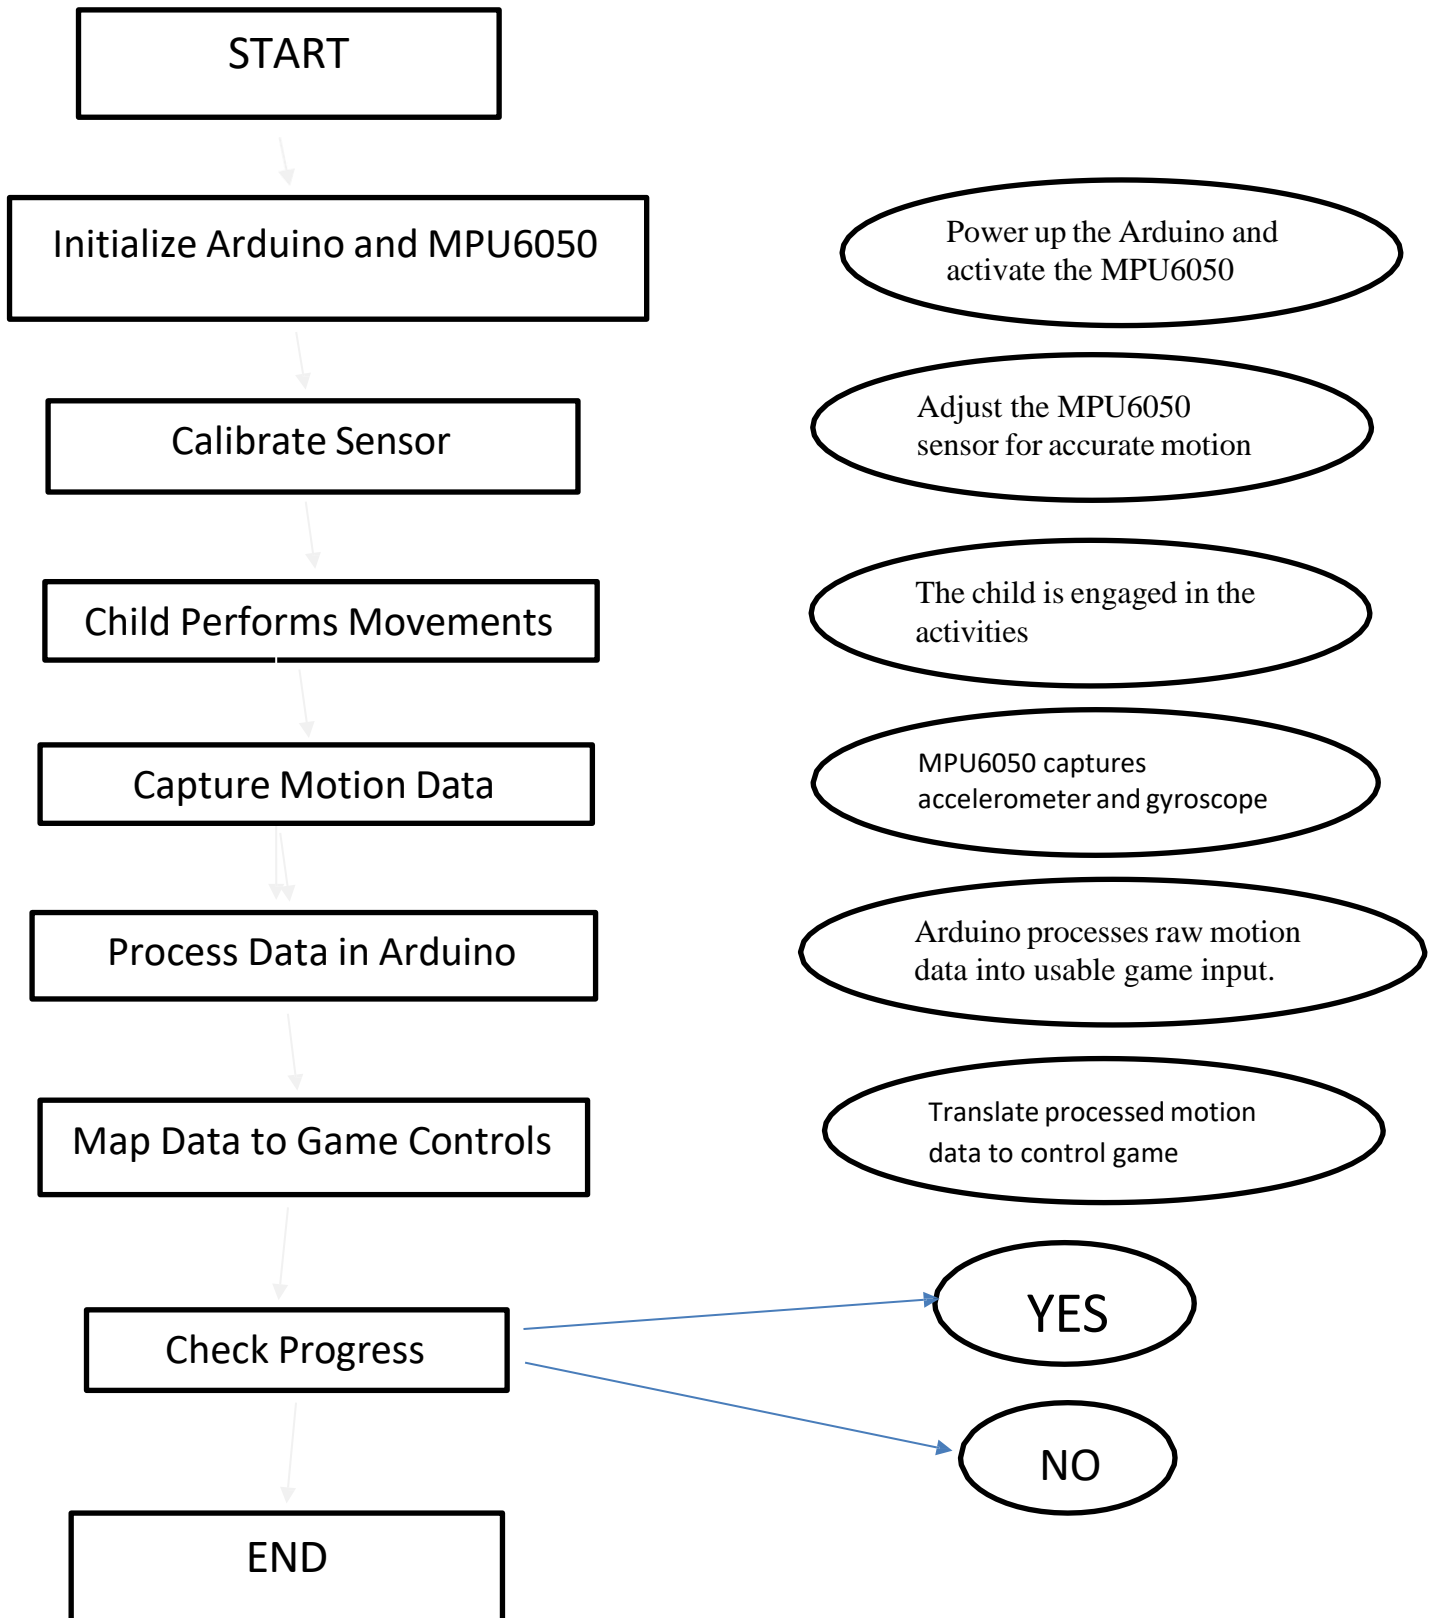 START
Initialize Arduino and MPU6050
Power up the Arduino and
activate the MPU6050
Calibrate Sensor
Adjust the MPU6050
sensor for accurate motion
Child Performs Movements
The child is engaged in the
activities
Capture Motion Data
MPU6050 captures
accelerometer and gyroscope
Process Data in Arduino
Arduino processes raw motion
data into usable game input.
Map Data to Game Controls
Translate processed motion
data to control game
Check Progress
YES
NO
END